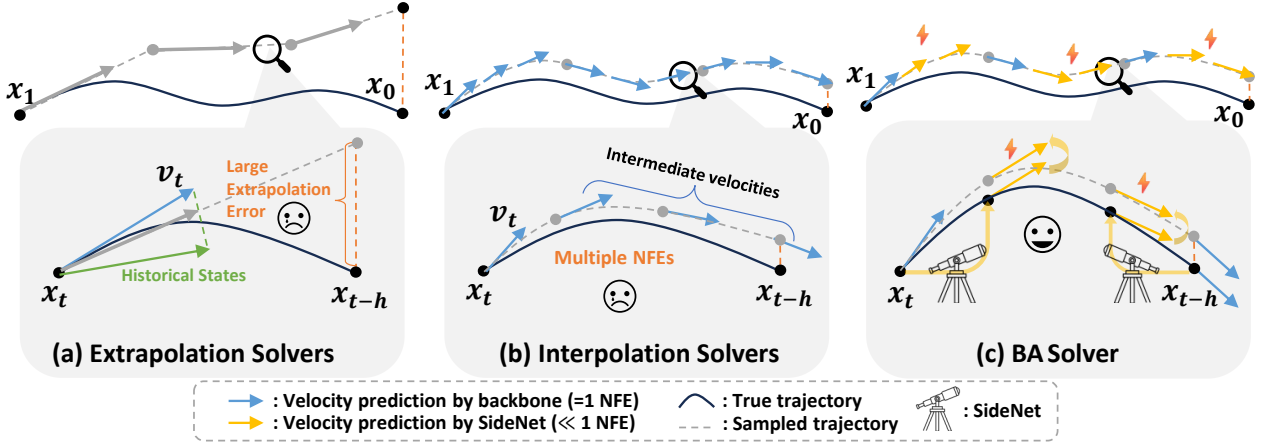 x_1
x_0
v_t
Large
Extrapolation
Error
Historical States
x_t
x_{t-h}
(a) Extrapolation Solvers
x_1
x_0
Intermediate velocities
v_t
Multiple NFEs
x_t
x_{t-h}
(b) Interpolation Solvers
x_1
x_0
x_t
x_{t-h}
(c) BA Solver
: Velocity prediction by backbone (=1 NFE)
: Velocity prediction by SideNet (≪ 1 NFE)
: True trajectory
: Sampled trajectory
: SideNet